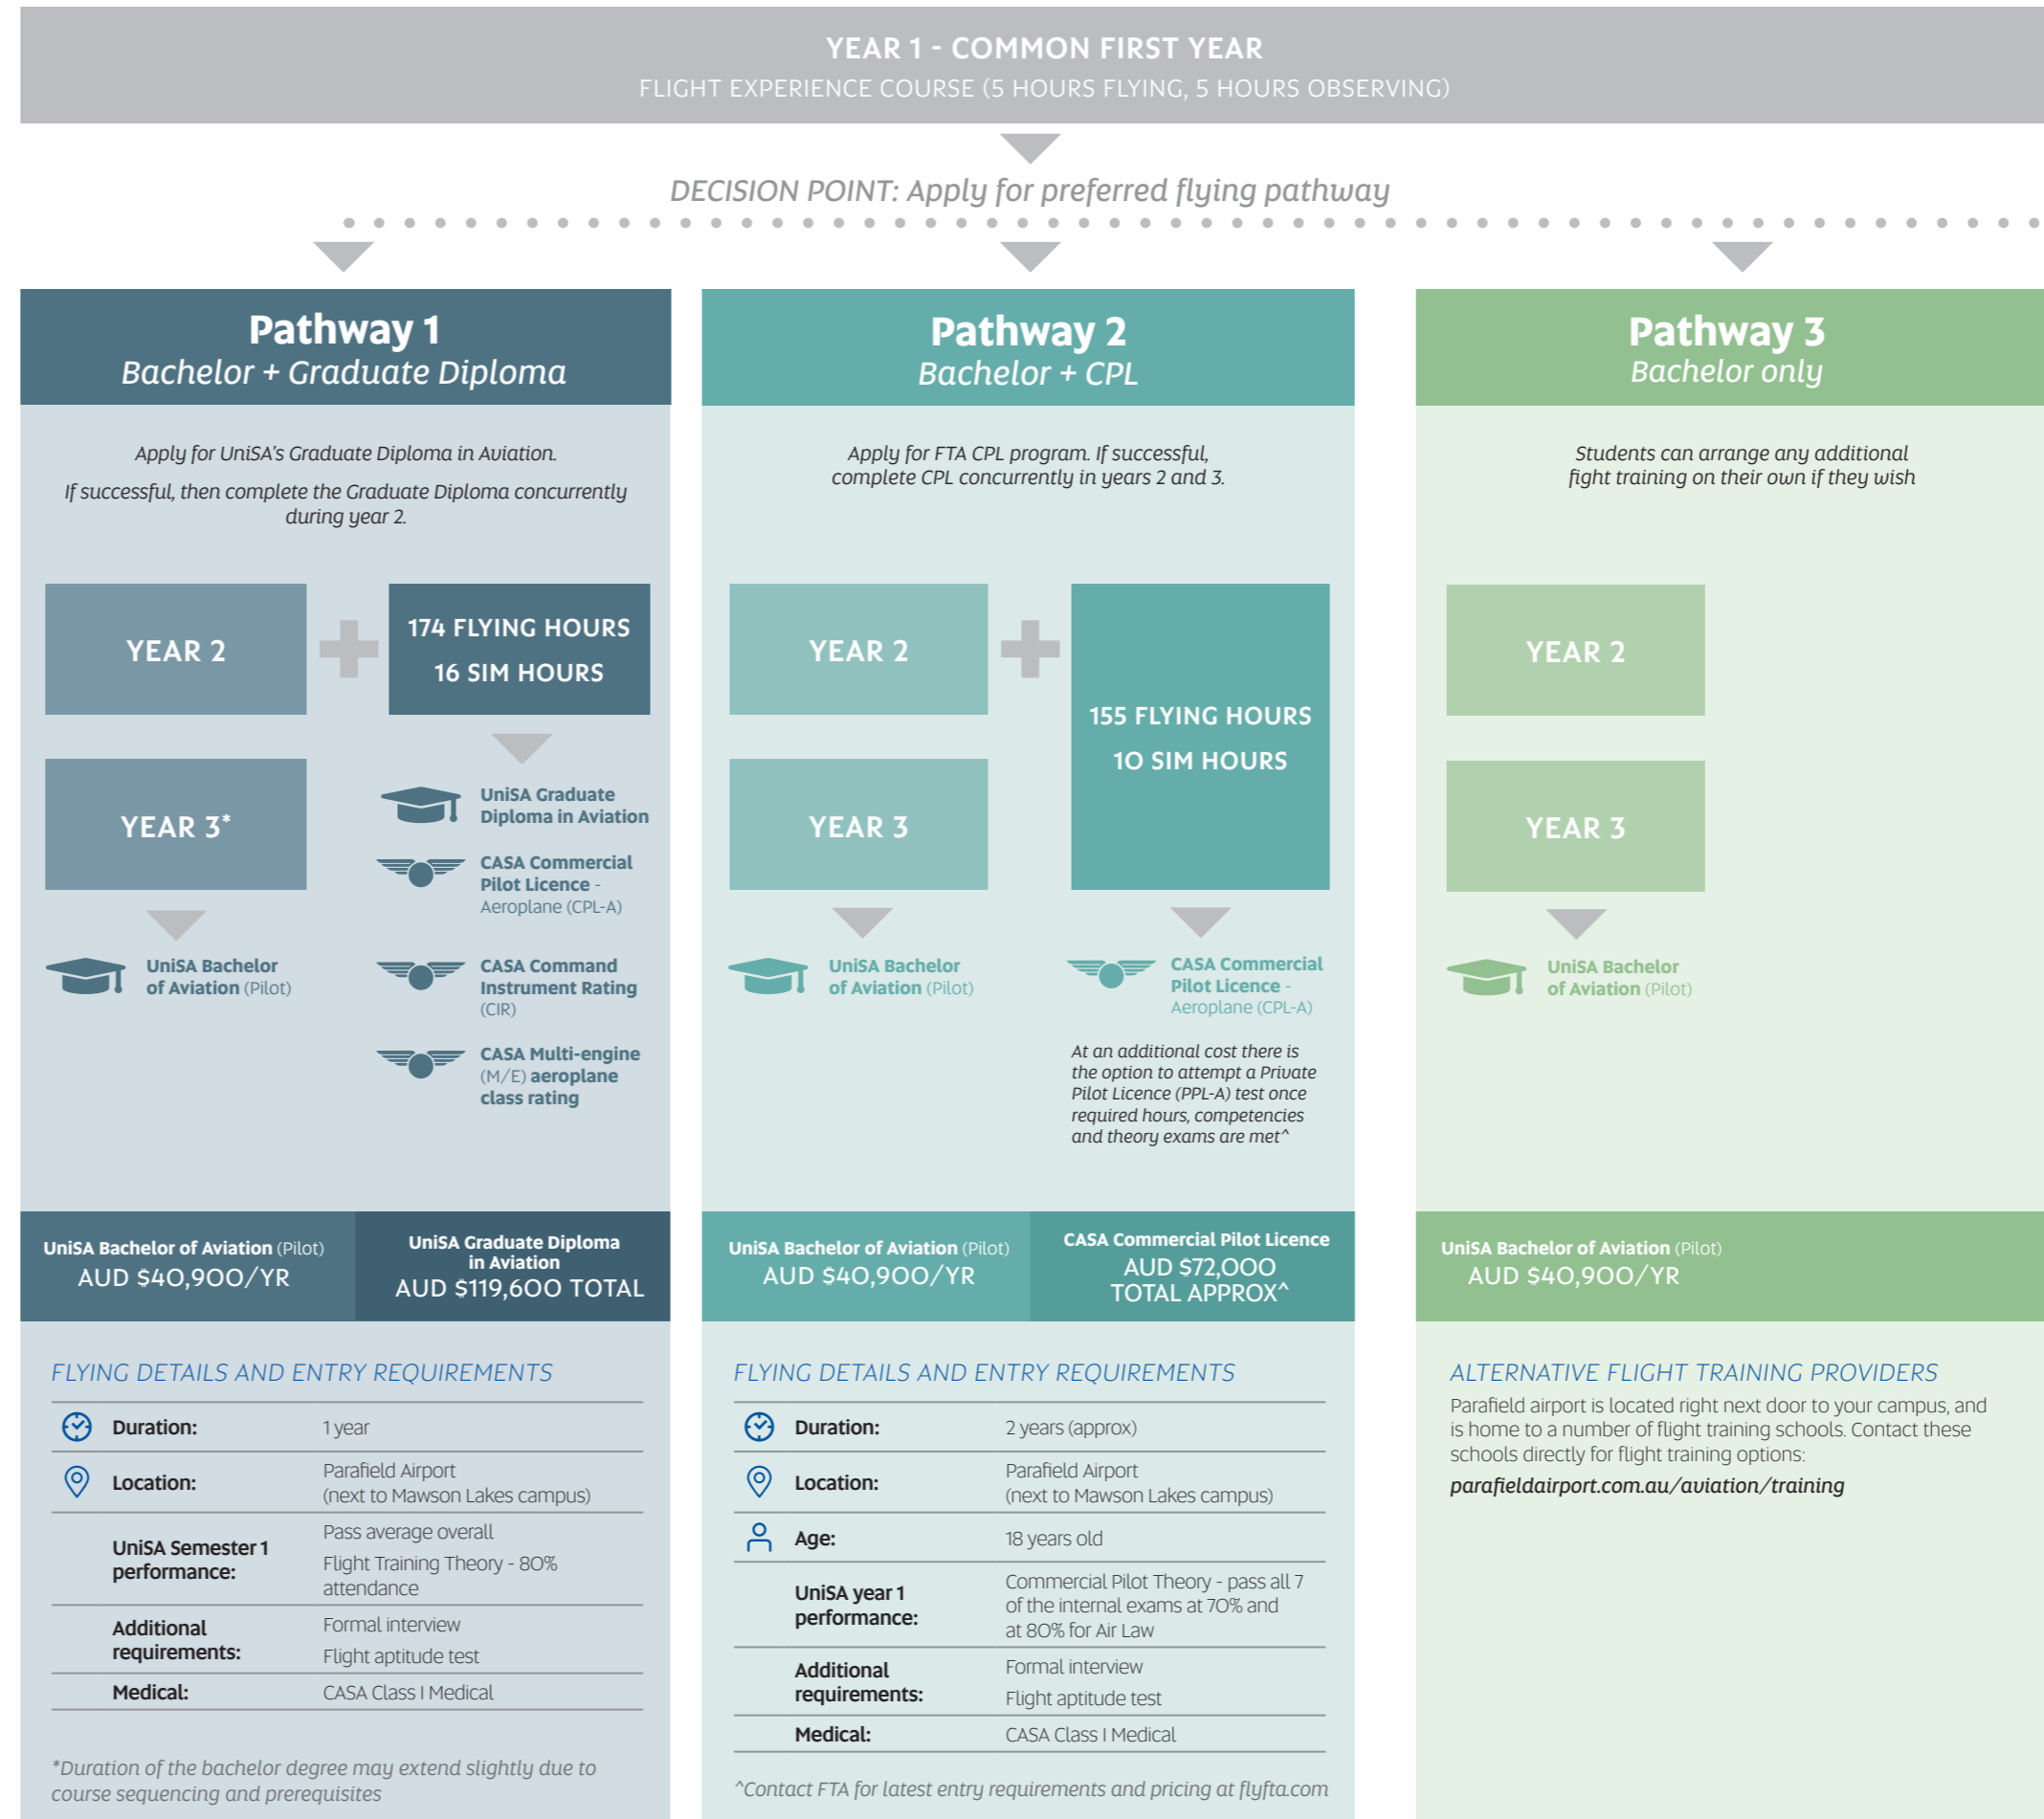 YEAR 1 - COMMON FIRST YEAR
FLIGHT EXPERIENCE COURSE (5 HOURS FLYING, 5 HOURS OBSERVING)
DECISION POINT: Apply for preferred flying pathway
Pathway 1
Bachelor + Graduate Diploma
Apply for UniSA's Graduate Diploma in Aviation.
If successful, then complete the Graduate Diploma concurrently
during year 2.
YEAR 2
174 FLYING HOURS
16 SIM HOURS
YEAR 3*
UniSA Bachelor
of Aviation (Pilot)
UniSA Graduate
Diploma in Aviation
CASA Commercial
Pilot Licence -
Aeroplane (CPL-A)
CASA Command
Instrument Rating
(CIR)
CASA Multi-engine
(M/E) aeroplane
class rating
UniSA Bachelor of Aviation (Pilot)
AUD $40,900/YR
UniSA Graduate Diploma
in Aviation
AUD $119,600 TOTAL
FLYING DETAILS AND ENTRY REQUIREMENTS
Duration: 1 year
Location: Parafield Airport
(next to Mawson Lakes campus)
UniSA Semester 1
performance:
Pass average overall
Flight Training Theory - 80%
attendance
Additional
requirements:
Formal interview
Flight aptitude test
Medical: CASA Class I Medical
*Duration of the bachelor degree may extend slightly due to
course sequencing and prerequisites
Pathway 2
Bachelor + CPL
Apply for FTA CPL program. If successful,
complete CPL concurrently in years 2 and 3.
YEAR 2
YEAR 3
155 FLYING HOURS
10 SIM HOURS
UniSA Bachelor
of Aviation (Pilot)
CASA Commercial
Pilot Licence -
Aeroplane (CPL-A)
At an additional cost there is
the option to attempt a Private
Pilot Licence (PPL-A) test once
required hours, competencies
and theory exams are met^
UniSA Bachelor of Aviation (Pilot)
AUD $40,900/YR
CASA Commercial Pilot Licence
AUD $72,000
TOTAL APPROX^
FLYING DETAILS AND ENTRY REQUIREMENTS
Duration: 2 years (approx)
Location: Parafield Airport
(next to Mawson Lakes campus)
Age: 18 years old
UniSA year 1
performance:
Commercial Pilot Theory - pass all 7
of the internal exams at 70% and
at 80% for Air Law
Additional
requirements:
Formal interview
Flight aptitude test
Medical: CASA Class I Medical
^Contact FTA for latest entry requirements and pricing at flyfta.com
Pathway 3
Bachelor only
Students can arrange any additional
fight training on their own if they wish
YEAR 2
YEAR 3
UniSA Bachelor
of Aviation (Pilot)
UniSA Bachelor of Aviation (Pilot)
AUD $40,900/YR
ALTERNATIVE FLIGHT TRAINING PROVIDERS
Parafield airport is located right next door to your campus, and
is home to a number of flight training schools. Contact these
schools directly for flight training options:
parafieldairport.com.au/aviation/training